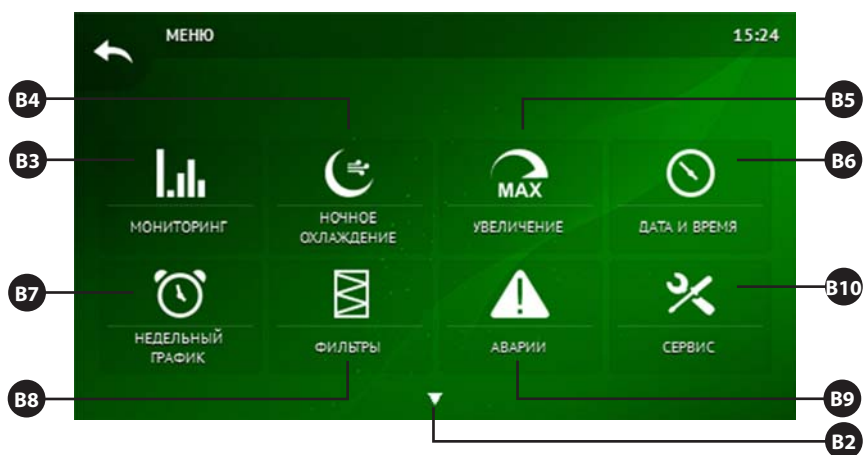 МЕНЮ 15:24
B4 B5
B3 B6
MAX
МОНИТОРИНГ
НОЧНОЕ
ОХЛАЖДЕНИЕ
УВЕЛИЧЕНИЕ
ДАТА И ВРЕМЯ
B7 B10
НЕДЕЛЬНЫЙ
ГРАФИК
ФИЛЬТРЫ
АВАРИИ
СЕРВИС
B8 B9
B2